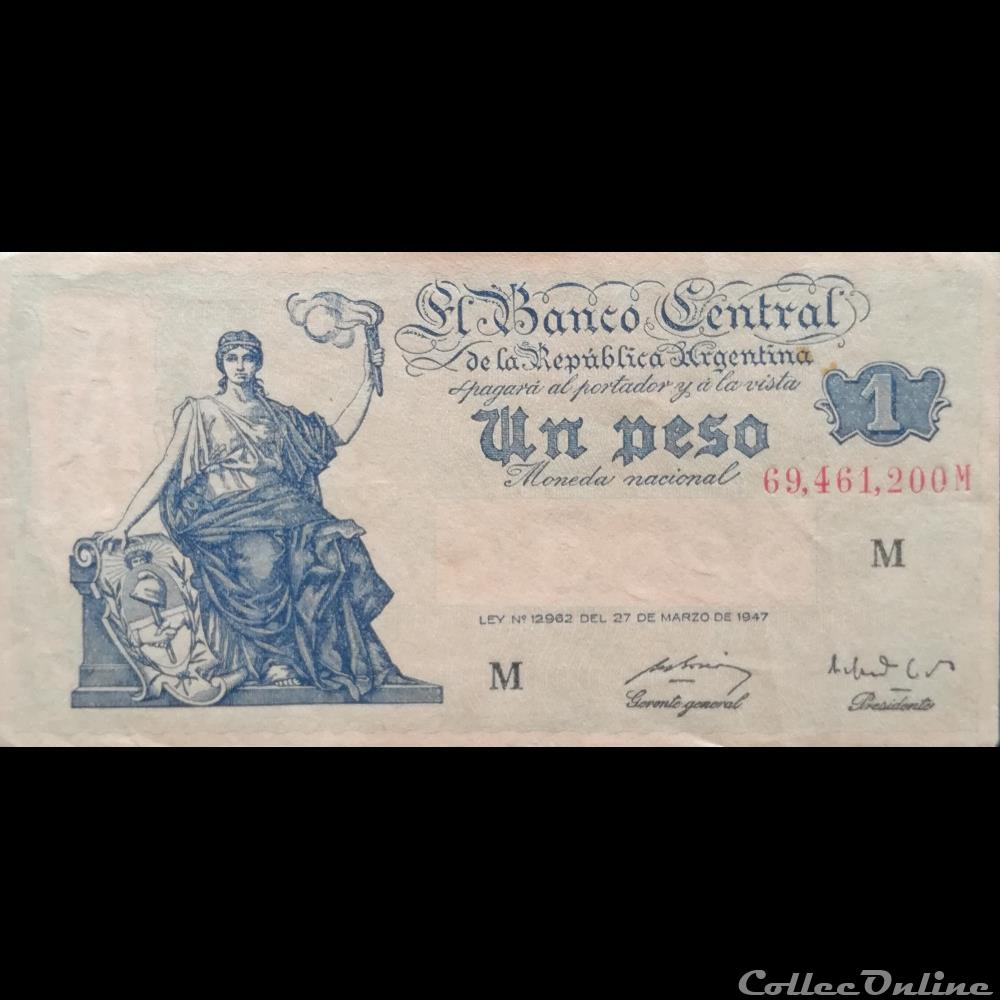 El Banco Central
de la República Argentina
pagará al portador y á la vista
1
Un peso
Moneda nacional
69,461,200M
M
LEY Nº 12962 DEL 27 DE MARZO DE 1947
M
Gerente general
Presidente
CollecOnline